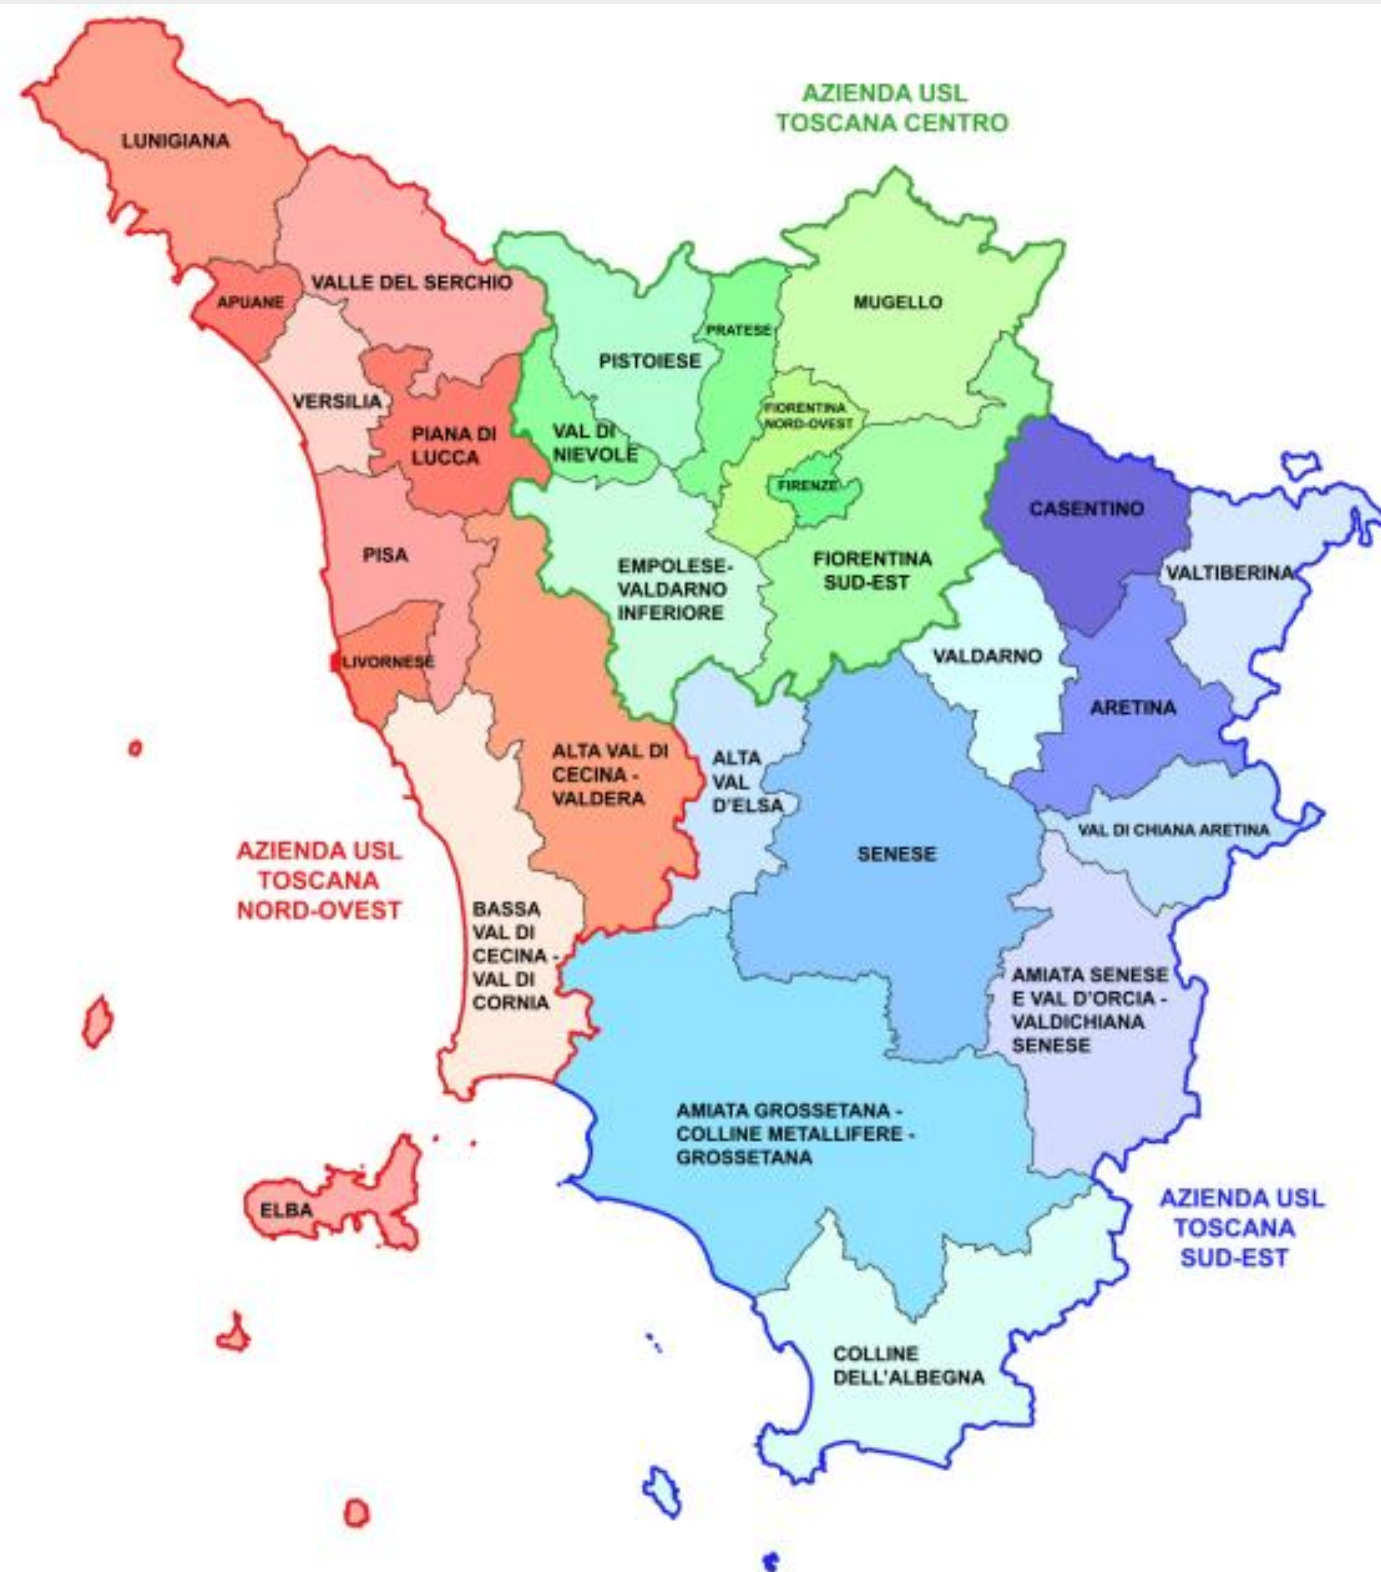 AZIENDA USL
TOSCANA CENTRO
LUNIGIANA
VALLE DEL SERCHIO
APUANE
MUGELLO
PRATESE
PISTOIESE
VERSILIA
FIORENTINA
NORD-OVEST
PIANA DI
LUCCA
VAL DI
NIEVOLE
FIRENZE
CASENTINO
PISA
EMPOLESE-
VALDARNO
INFERIORE
FIORENTINA
SUD-EST
VALTIBERINA
LIVORNESE
VALDARNO
ARETINA
ALTA VAL DI
CECINA -
VALDERA
ALTA
VAL
D'ELSA
VAL DI CHIANA ARETINA
AZIENDA USL
TOSCANA
NORD-OVEST
SENESE
BASSA
VAL DI
CECINA -
VAL DI
CORNIA
AMIATA SENESE
E VAL D'ORCIA -
VALDICHIANA
SENESE
AMIATA GROSSETANA -
COLLINE METALLIFERE -
GROSSETANA
ELBA
AZIENDA USL
TOSCANA
SUD-EST
COLLINE
DELL'ALBEGNA